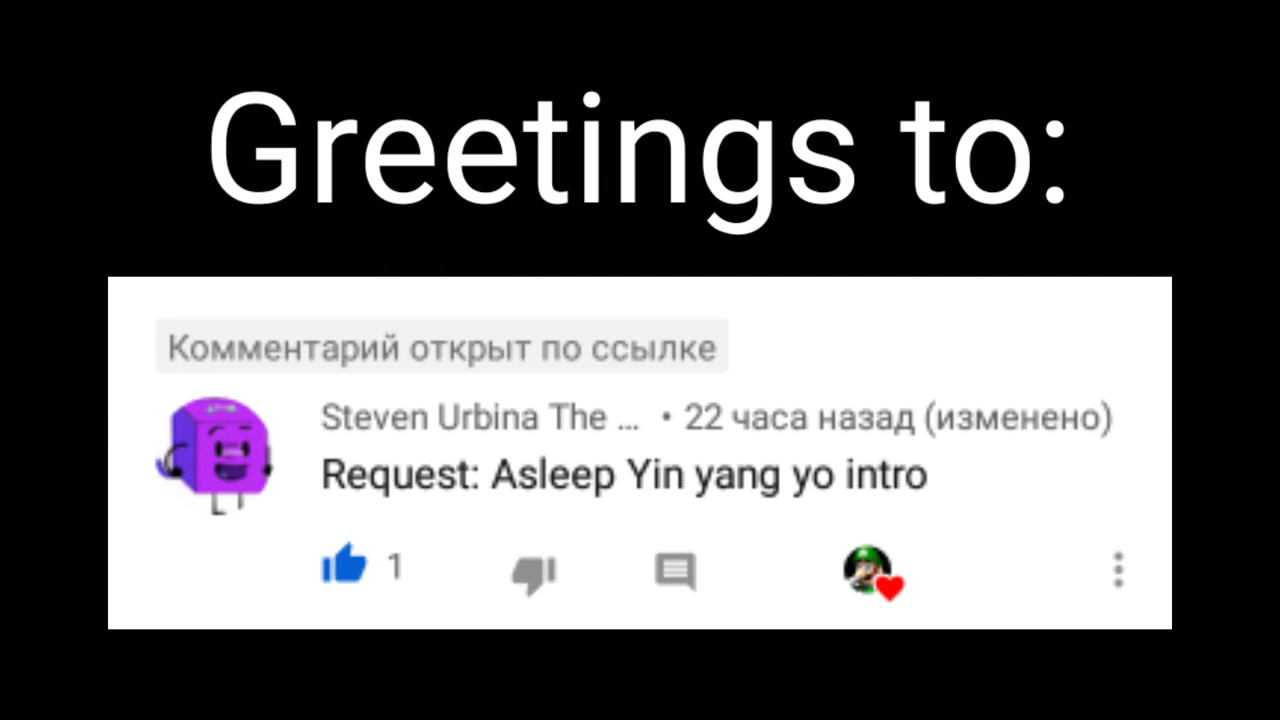 Greetings to:
Комментарий открыт по ссылке
Steven Urbina The ... • 22 часа назад (изменено)
Request: Asleep Yin yang yo intro
1